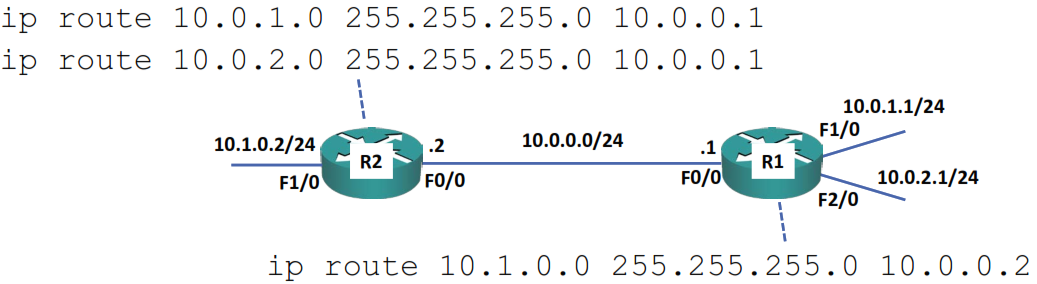 ip route 10.0.1.0 255.255.255.0 10.0.0.1
ip route 10.0.2.0 255.255.255.0 10.0.0.1
10.1.0.2/24
F1/0
R2
.2
F0/0
10.0.0.0/24
.1
F0/0
R1
10.0.1.1/24
F1/0
10.0.2.1/24
F2/0
ip route 10.1.0.0 255.255.255.0 10.0.0.2